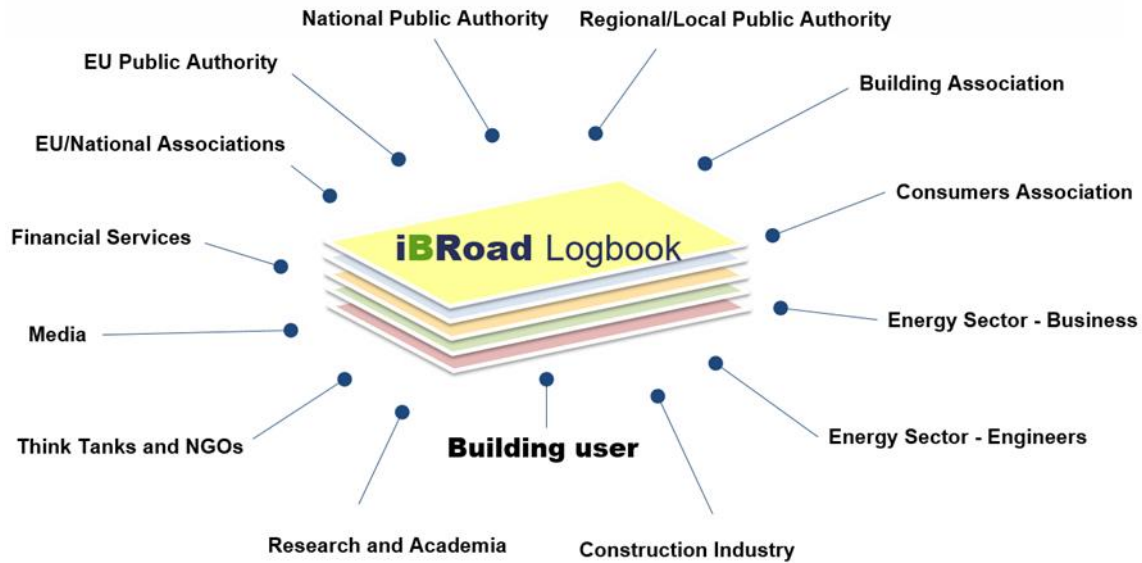 National Public Authority
Regional/Local Public Authority
EU Public Authority
Building Association
EU/National Associations
Consumers Association
Financial Services
iBRoad Logbook
Media
Energy Sector - Business
Think Tanks and NGOs
Building user
Energy Sector - Engineers
Research and Academia
Construction Industry